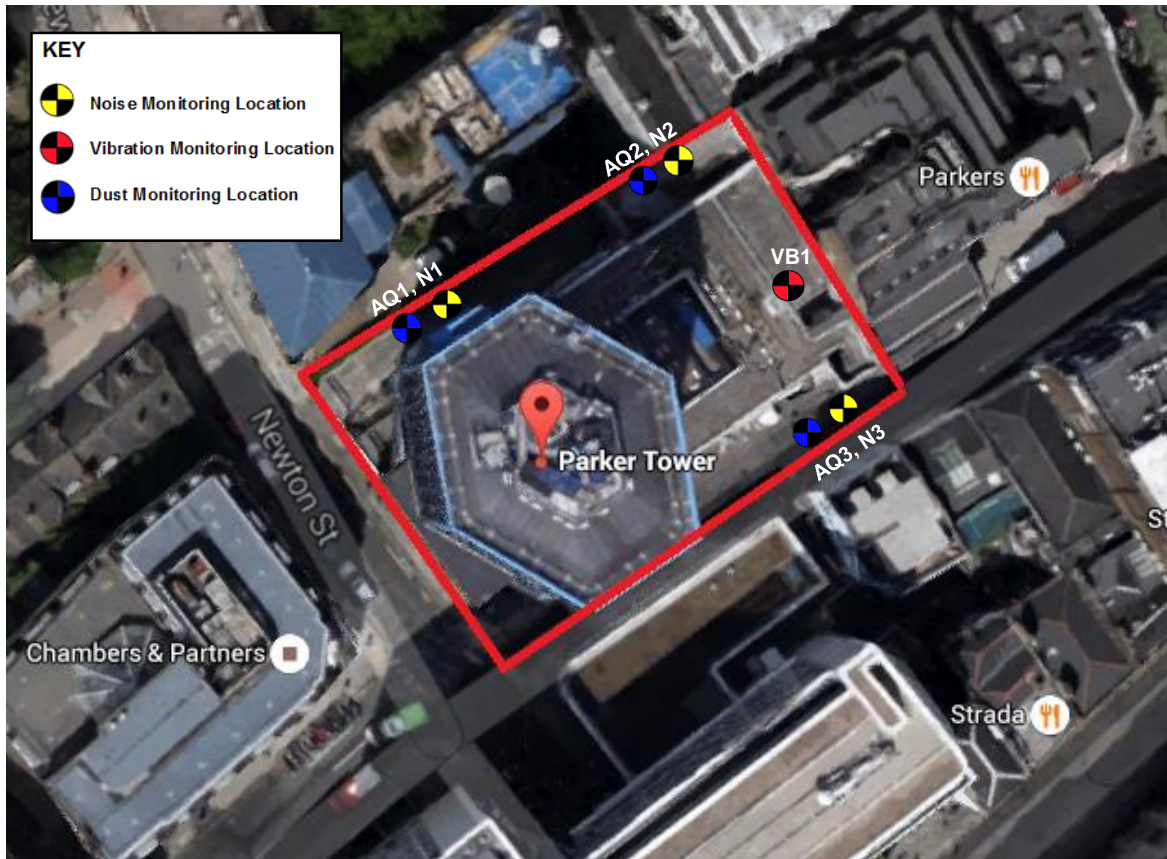 KEY
Noise Monitoring Location
Vibration Monitoring Location
Dust Monitoring Location
AQ2, N2
Parkers
VB1
AQ1, N1
Newton St
Parker Tower
AQ3, N3
Chambers & Partners
Strada